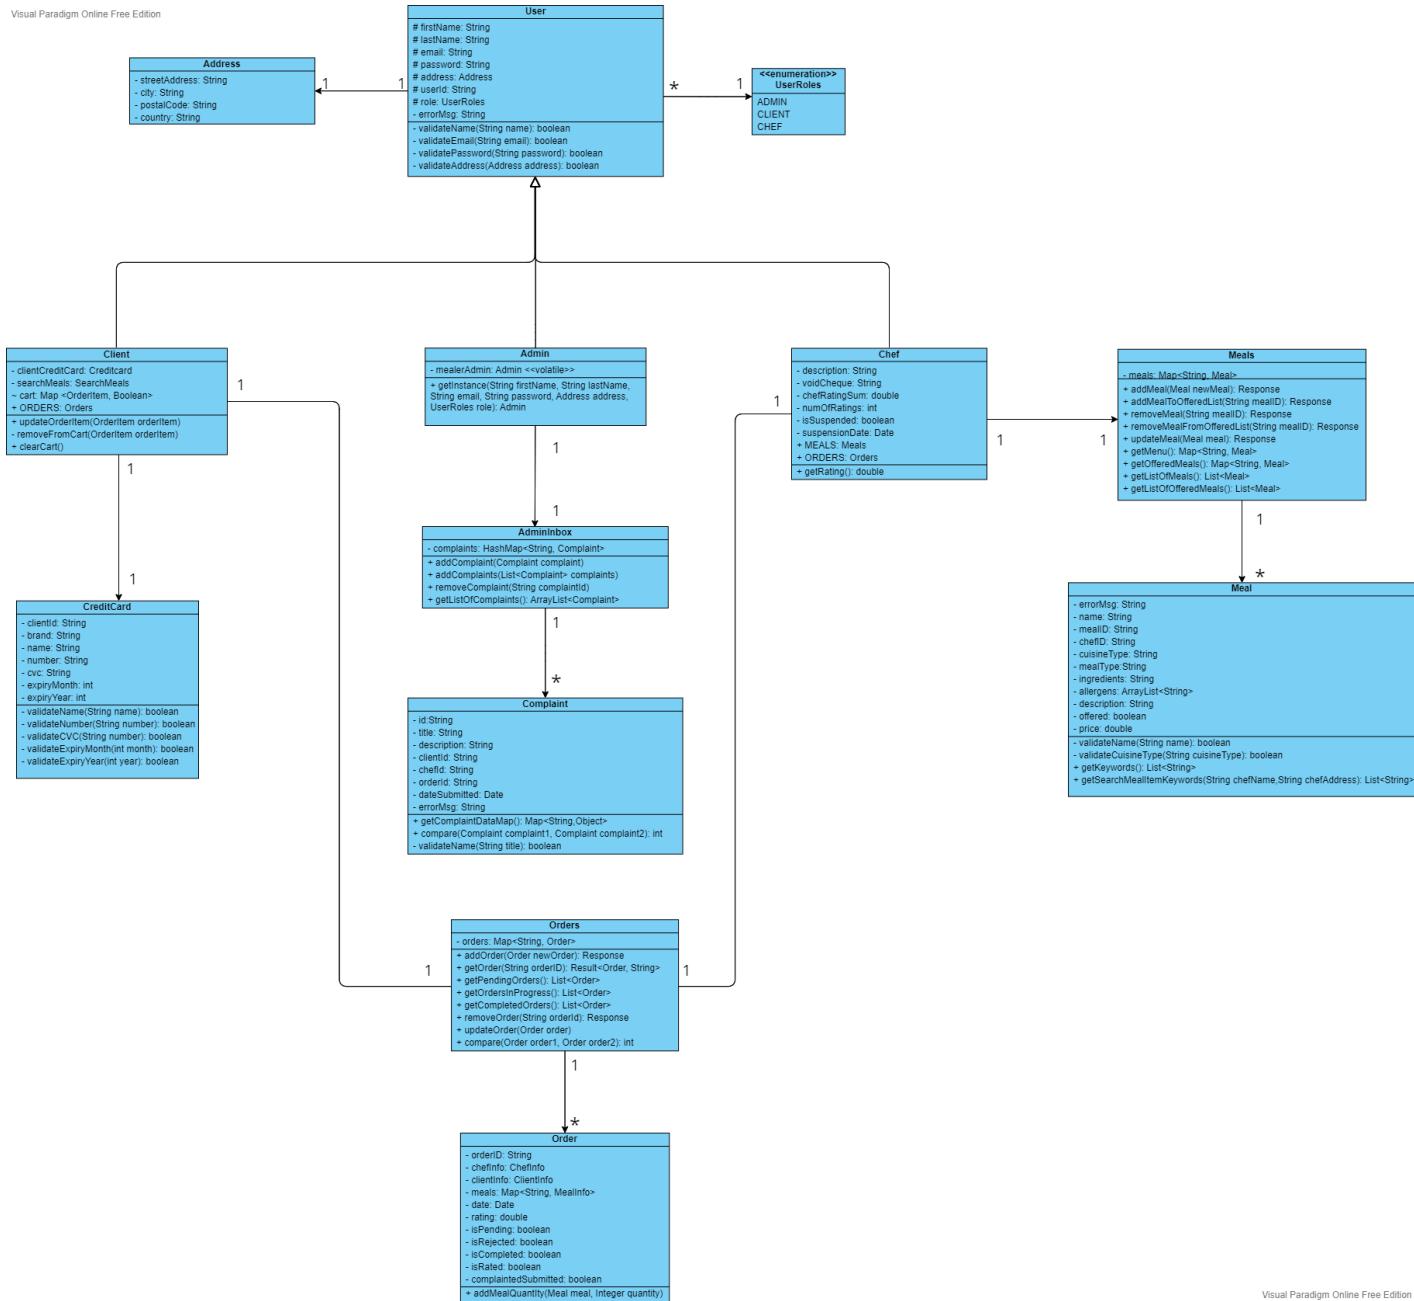 Visual Paradigm Online Free Edition
User
# firstName: String
# lastName: String
# email: String
# password: String
# address: Address
# userId: String
# role: UserRoles
- errorMsg: String
- validateName(String name): boolean
- validateEmail(String email): boolean
- validatePassword(String password): boolean
- validateAddress(Address address): boolean
Address
- streetAddress: String
- city: String
- postalCode: String
- country: String
1
1
*
1
<<enumeration>>
UserRoles
ADMIN
CLIENT
CHEF
Client
- clientCreditCard: Creditcard
- searchMeals: SearchMeals
~ cart: Map <OrderItem, Boolean>
+ ORDERS: Orders
+ updateOrderItem(OrderItem orderItem)
- removeFromCart(OrderItem orderItem)
+ clearCart()
1
1
1
Admin
- mealerAdmin: Admin <<volatile>>
+ getInstance(String firstName, String lastName,
String email, String password, Address address,
UserRoles role): Admin
1
1
Chef
- description: String
- voidCheque: String
- chefRatingSum: double
- numOfRatings: int
- isSuspended: boolean
- suspensionDate: Date
+ MEALS: Meals
+ ORDERS: Orders
+ getRating(): double
1
1
1
Meals
- meals: Map<String, Meal>
+ addMeal(Meal newMeal): Response
+ addMealToOfferedList(String mealID): Response
+ removeMeal(String mealID): Response
+ removeMealFromOfferedList(String mealID): Response
+ updateMeal(Meal meal): Response
+ getMenu(): Map<String, Meal>
+ getOfferedMeals(): Map<String, Meal>
+ getListOfMeals(): List<Meal>
+ getListOfOfferedMeals(): List<Meal>
1
*
AdminInbox
- complaints: HashMap<String, Complaint>
+ addComplaint(Complaint complaint)
+ addComplaints(List<Complaint> complaints)
+ removeComplaint(String complaintId)
+ getListOfComplaints(): ArrayList<Complaint>
1
*
CreditCard
- clientId: String
- brand: String
- name: String
- number: String
- cvc: String
- expiryMonth: int
- expiryYear: int
- validateName(String name): boolean
- validateNumber(String number): boolean
- validateCVC(String number): boolean
- validateExpiryMonth(int month): boolean
- validateExpiryYear(int year): boolean
Meal
- errorMsg: String
- name: String
- mealID: String
- chefID: String
- cuisineType: String
- mealType:String
- ingredients: String
- allergens: ArrayList<String>
- description: String
- offered: boolean
- price: double
- validateName(String name): boolean
- validateCuisineType(String cuisineType): boolean
+ getKeywords(): List<String>
+ getSearchMealItemKeywords(String chefName,String chefAddress): List<String>
Complaint
- id:String
- title: String
- description: String
- clientId: String
- chefId: String
- orderId: String
- dateSubmitted: Date
- errorMsg: String
+ getComplaintDataMap(): Map<String,Object>
+ compare(Complaint complaint1, Complaint complaint2): int
- validateName(String title): boolean
Orders
- orders: Map<String, Order>
+ addOrder(Order newOrder): Response
+ getOrder(String orderID): Result<Order, String>
+ getPendingOrders(): List<Order>
+ getOrdersInProgress(): List<Order>
+ getCompletedOrders(): List<Order>
+ removeOrder(String orderId): Response
+ updateOrder(Order order)
+ compare(Order order1, Order order2): int
1
1
1
*
Order
- orderID: String
- chefInfo: ChefInfo
- clientInfo: ClientInfo
- meals: Map<String, MealInfo>
- date: Date
- rating: double
- isPending: boolean
- isRejected: boolean
- isCompleted: boolean
- isRated: boolean
- complaintedSubmitted: boolean
+ addMealQuantity(Meal meal, Integer quantity)
Visual Paradigm Online Free Edition